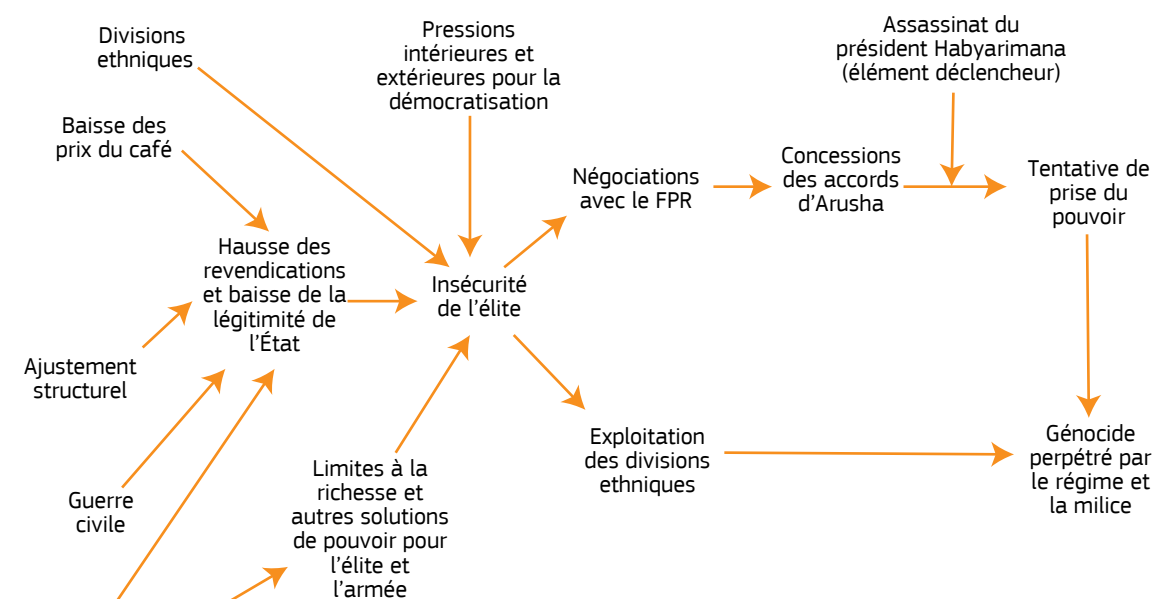 Divisions
ethniques
Pressions
intérieures et
extérieures pour la
démocratisation
Assassinat du
président Habyarimana
(élément déclencheur)
Baisse des
prix du café
Négociations
avec le FPR
Concessions
des accords
d'Arusha
Tentative de
prise du
pouvoir
Hausse des
revendications
et baisse de la
légitimité de
l'État
Insécurité
de l'élite
Ajustement
structurel
Exploitation
des divisions
ethniques
Génocide
perpétré par
le régime et
la milice
Guerre
civile
Limites à la
richesse et
autres solutions
de pouvoir pour
l'élite et
l'armée